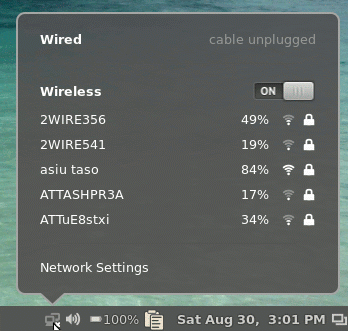 Wired cable unplugged
Wireless ON
2WIRE356 49%
2WIRE541 19%
asiu taso 84%
ATTASHPR3A 17%
ATTuE8stxi 34%
Network Settings
100% Sat Aug 30, 3:01 PM